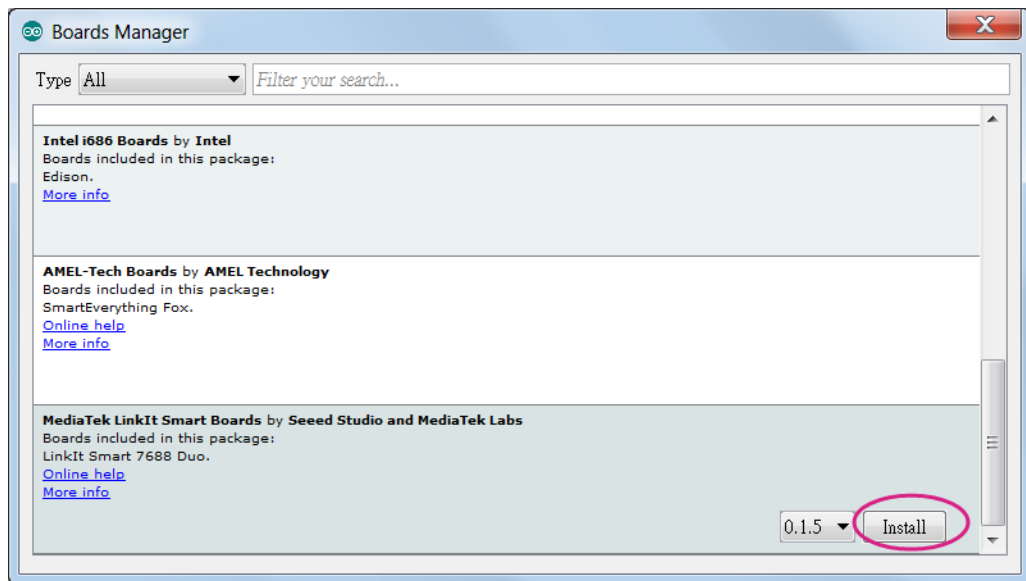 Boards Manager
Type All Filter your search...
Intel i686 Boards by Intel
Boards included in this package:
Edison.
More info
AMEL-Tech Boards by AMEL Technology
Boards included in this package:
SmartEverything Fox.
Online help
More info
MediaTek LinkIt Smart Boards by Seeed Studio and MediaTek Labs
Boards included in this package:
LinkIt Smart 7688 Duo.
Online help
More info
0.1.5 Install